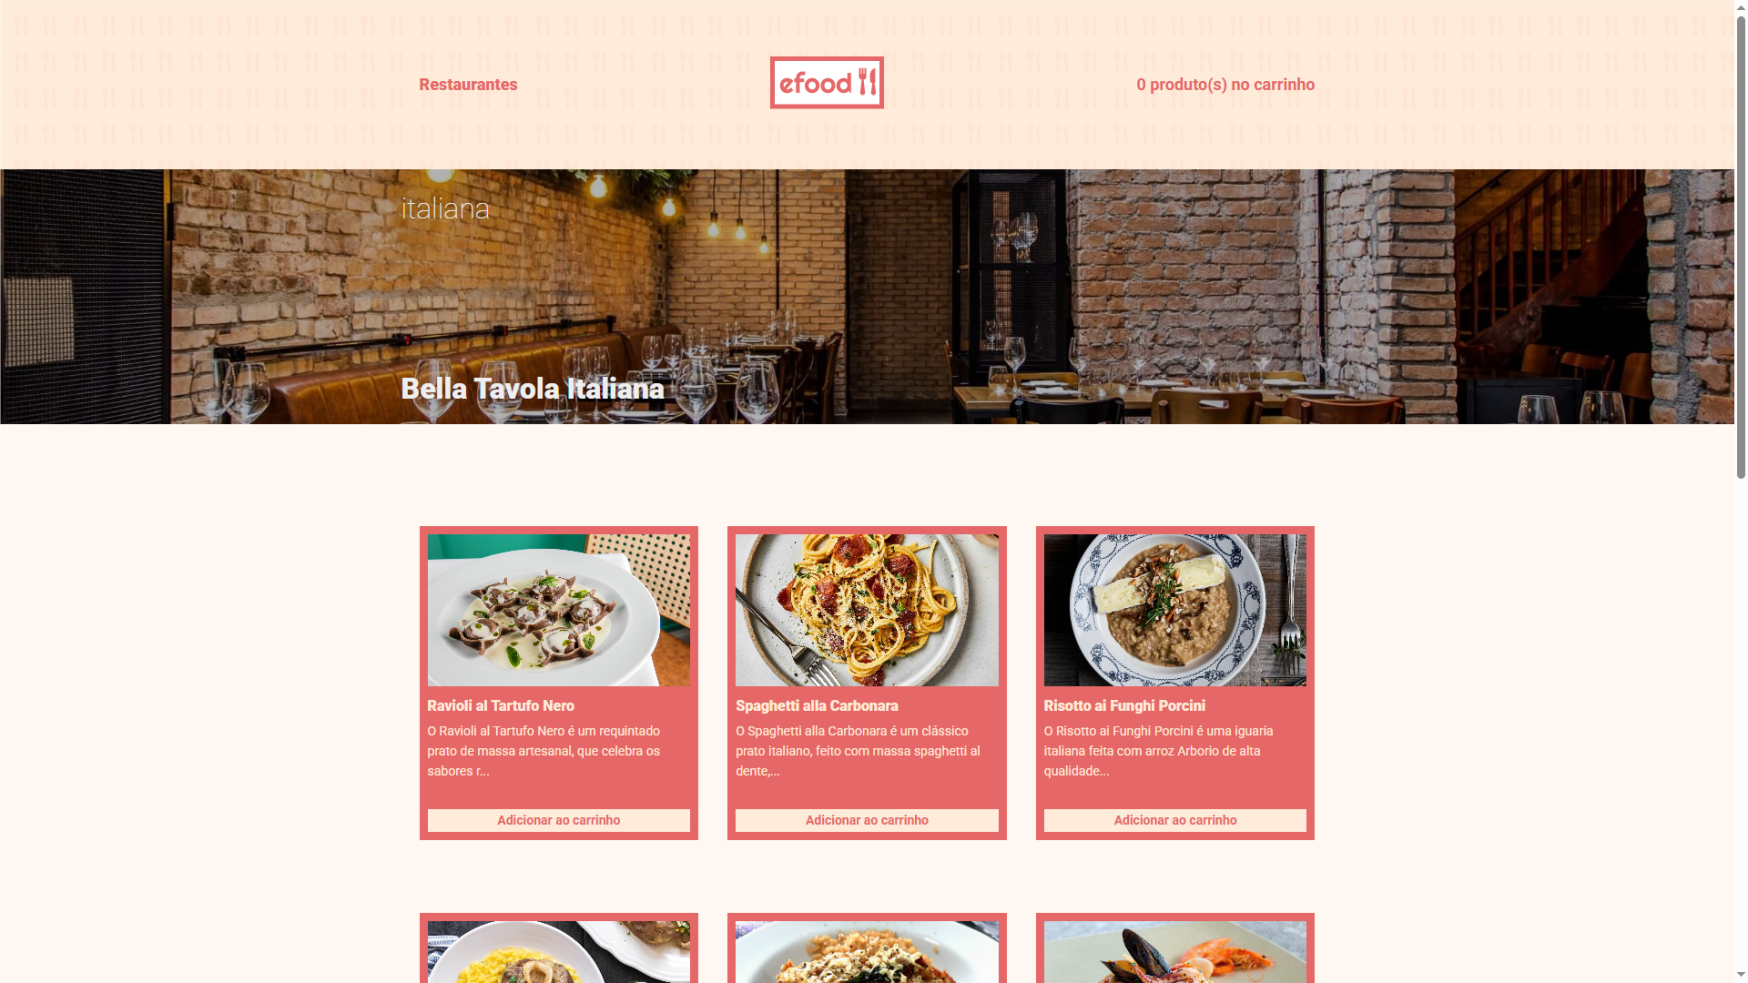 Restaurantes
efood
0 produto(s) no carrinho
italiana
Bella Tavola Italiana
Ravioli al Tartufo Nero
O Ravioli al Tartufo Nero é um requintado
prato de massa artesanal, que celebra os
sabores r...
Adicionar ao carrinho
Spaghetti alla Carbonara
O Spaghetti alla Carbonara é um clássico
prato italiano, feito com massa spaghetti al
dente,...
Adicionar ao carrinho
Risotto ai Funghi Porcini
O Risotto ai Funghi Porcini é uma iguaria
italiana feita com arroz Arborio de alta
qualidade...
Adicionar ao carrinho